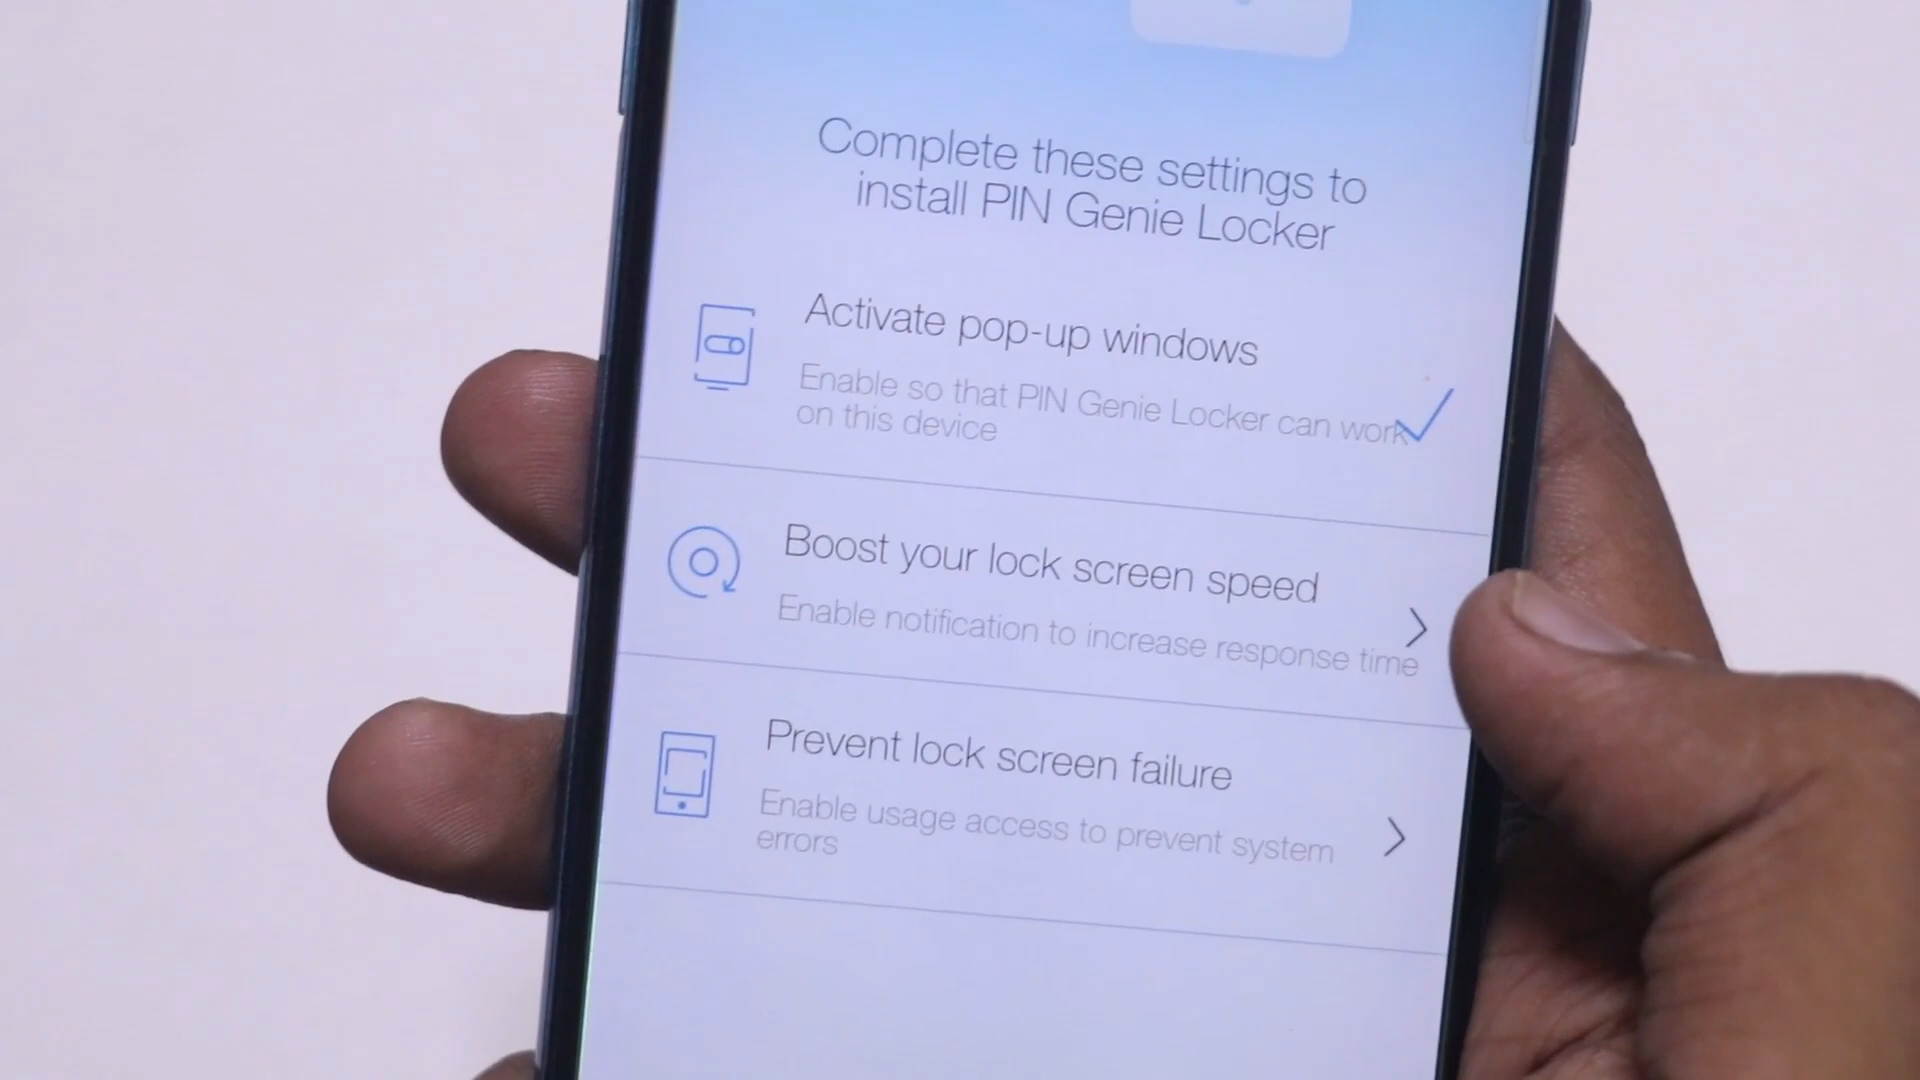 Complete these settings to
install PIN Genie Locker
Activate pop-up windows
Enable so that PIN Genie Locker can work
on this device
Boost your lock screen speed
Enable notification to increase response time
Prevent lock screen failure
Enable usage access to prevent system
errors